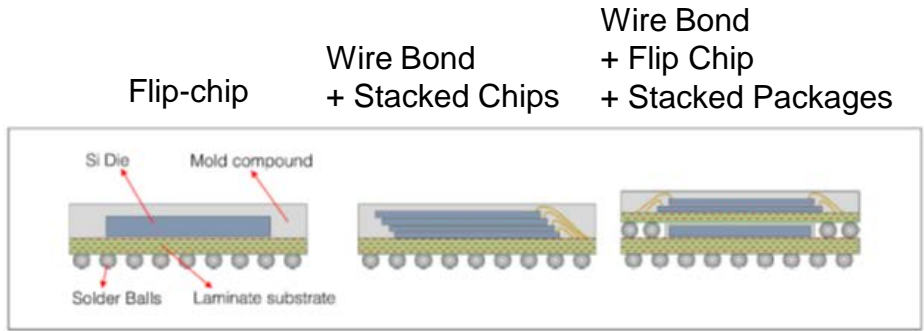 Flip-chip
Wire Bond
+ Stacked Chips
Wire Bond
+ Flip Chip
+ Stacked Packages
Si Die
Mold compound
Solder Balls
Laminate substrate